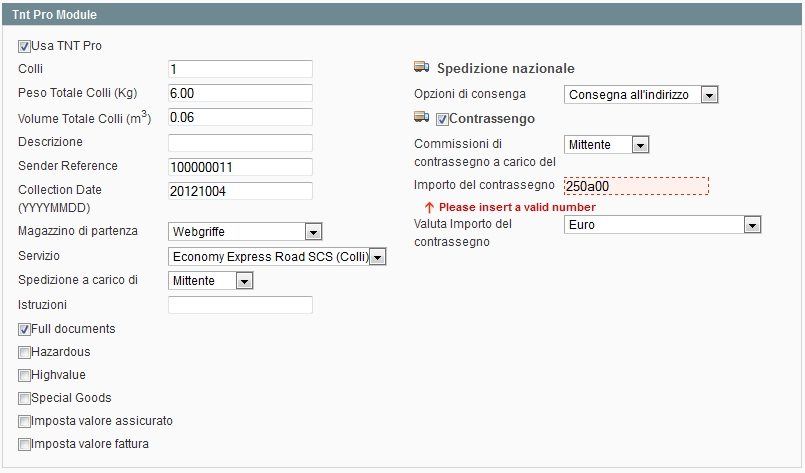 Tnt Pro Module
Usa TNT Pro
Colli 1
Peso Totale Colli (Kg) 6.00
Volume Totale Colli (m3) 0.06
Descrizione
Sender Reference 100000011
Collection Date 20121004
(YYYYMMDD)
Magazzino di partenza Webgriffe
Servizio Economy Express Road SCS (Colli)
Spedizione a carico di Mittente
Istruzioni
Full documents
Hazardous
Highvalue
Special Goods
Imposta valore assicurato
Imposta valore fattura
Spedizione nazionale
Opzioni di consenga Consegna all'indirizzo
Contrassengo
Commissioni di Mittente
contrassegno a carico del
Importo del contrassegno 250a00
Please insert a valid number
Valuta Importo del Euro
contrassegno